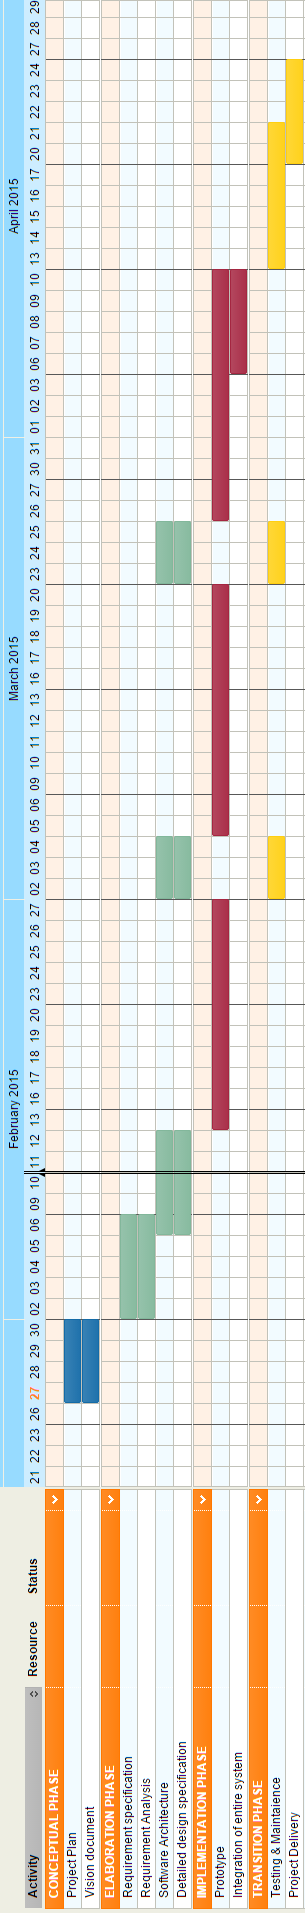 February 2015 March 2015 April 2015
Activity Resource Status 21 22 23 26 27 28 29 30 02 03 04 05 06 09 10 11 12 13 16 17 18 19 20 23 24 25 26 27 02 03 04 05 06 09 10 11 12 13 16 17 18 19 20 23 24 25 26 27 30 31 01 02 03 06 07 08 09 10 13 14 15 16 17 20 21 22 23 24 27 28 29
CONCEPTUAL PHASE
Project Plan
Vision document
ELABORATION PHASE
Requirement specification
Requirement Analysis
Software Architecture
Detailed design specification
IMPLEMENTATION PHASE
Prototype
Integration of entire system
TRANSITION PHASE
Testing & Maintaience
Project Delivery